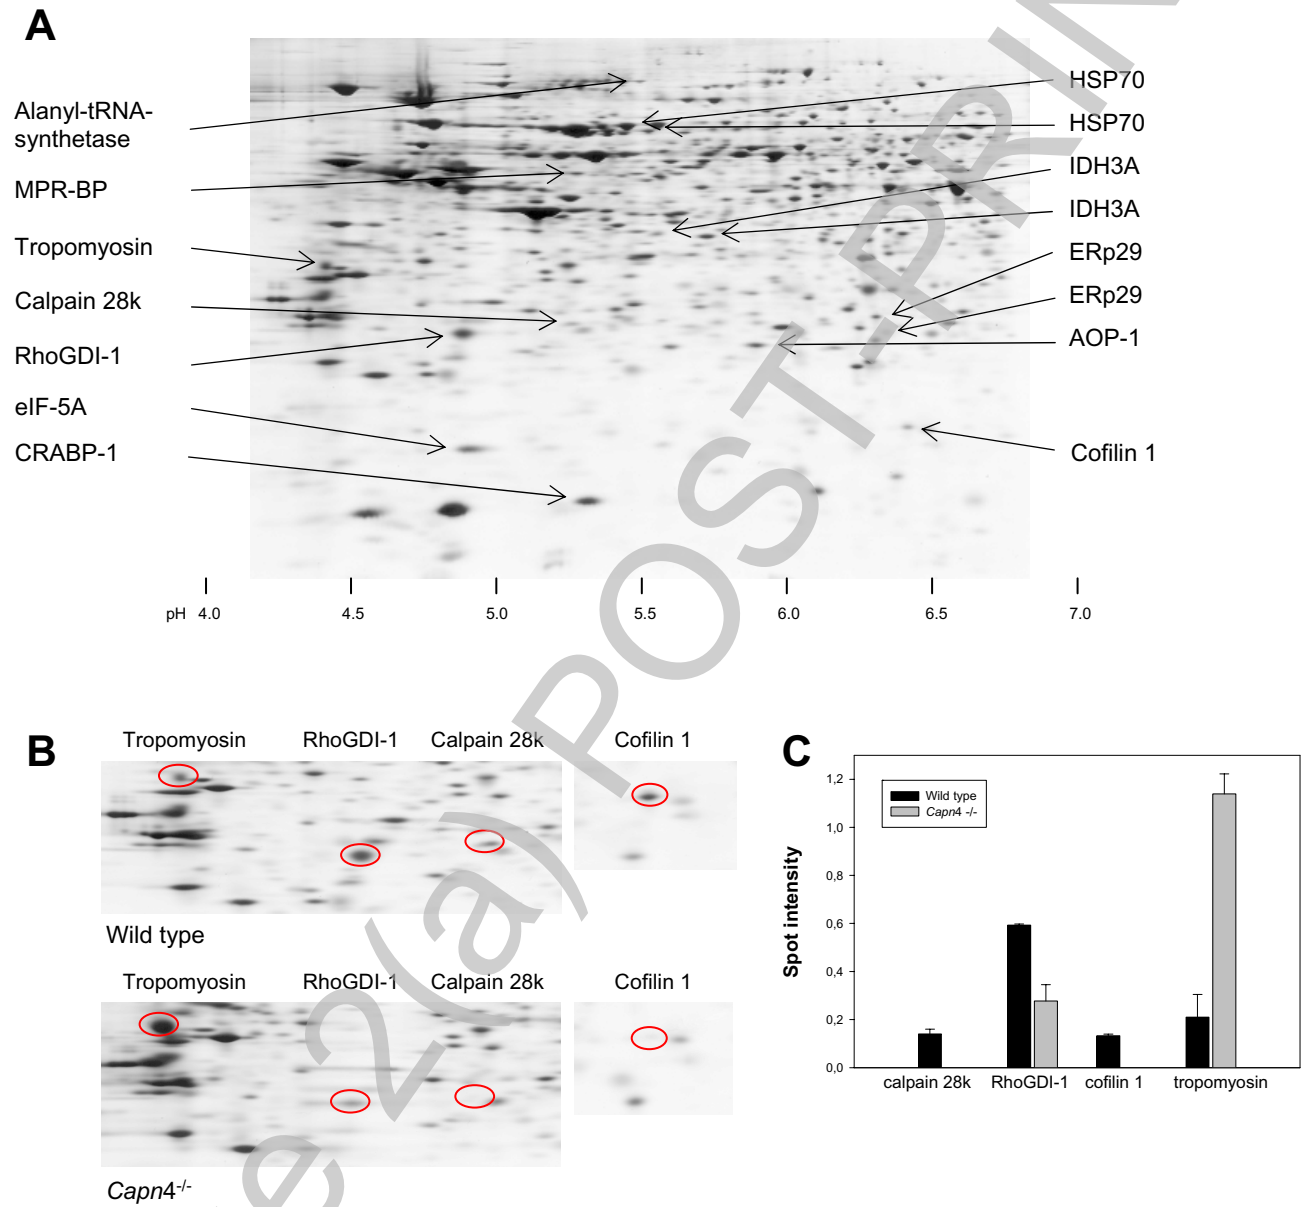 A
Alanyl-tRNA-
synthetase
MPR-BP
Tropomyosin
Calpain 28k
RhoGDI-1
eIF-5A
CRABP-1
HSP70
HSP70
IDH3A
IDH3A
ERp29
ERp29
AOP-1
Cofilin 1
pH 4.0 4.5 5.0 5.5 6.0 6.5 7.0
B
Tropomyosin RhoGDI-1 Calpain 28k Cofilin 1
Wild type
Tropomyosin RhoGDI-1 Calpain 28k Cofilin 1
Capn4-/-
C
Spot intensity
1,2
1,0
0,8
0,6
0,4
0,2
0,0
Wild type
Capn4 -/-
calpain 28k RhoGDI-1 cofilin 1 tropomyosin
e 2(a) POST-PRIN